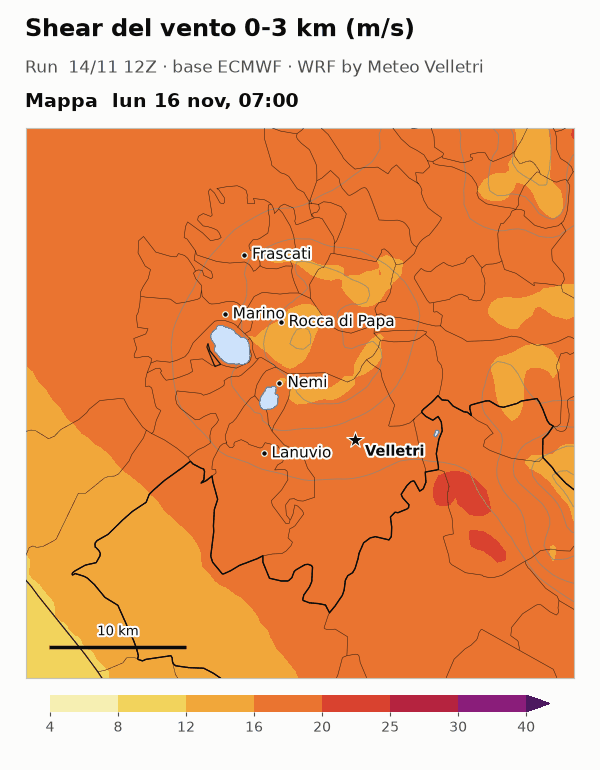 Shear del vento 0-3 km (m/s)
Run  14/11 12Z · base ECMWF · WRF by Meteo Velletri
Mappa  lun 16 nov, 07:00
Frascati
Marino
Rocca di Papa
Nemi
Velletri
Lanuvio
10 km
4 8 12 16 20 25 30 40